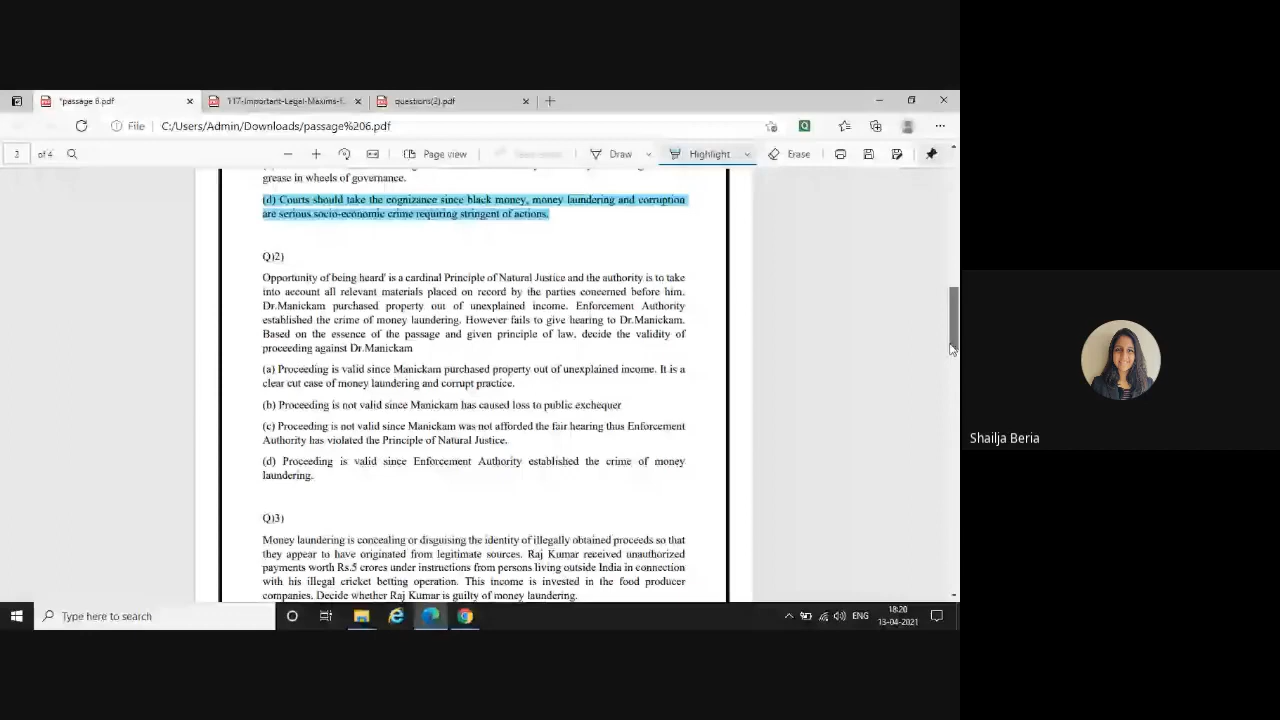 *passage 6.pdf
117-Important-Legal-Maxims-1...
questions(2).pdf
File C:/Users/Admin/Downloads/passage%206.pdf
3 of 4
Page view
Draw
Highlight
Erase
grease in wheels of governance.
(d) Courts should take the cognizance since black money, money laundering and corruption
are serious socio-economic crime requiring stringent of actions.
Q)2)
Opportunity of being heard' is a cardinal Principle of Natural Justice and the authority is to take
into account all relevant materials placed on record by the parties concerned before him.
Dr.Manickam purchased property out of unexplained income. Enforcement Authority
established the crime of money laundering. However fails to give hearing to Dr.Manickam.
Based on the essence of the passage and given principle of law, decide the validity of
proceeding against Dr.Manickam
(a) Proceeding is valid since Manickam purchased property out of unexplained income. It is a
clear cut case of money laundering and corrupt practice.
(b) Proceeding is not valid since Manickam has caused loss to public exchequer
(c) Proceeding is not valid since Manickam was not afforded the fair hearing thus Enforcement
Authority has violated the Principle of Natural Justice.
(d) Proceeding is valid since Enforcement Authority established the crime of money
laundering.
Q)3)
Money laundering is concealing or disguising the identity of illegally obtained proceeds so that
they appear to have originated from legitimate sources. Raj Kumar received unauthorized
payments worth Rs.5 crores under instructions from persons living outside India in connection
with his illegal cricket betting operation. This income is invested in the food producer
companies. Decide whether Raj Kumar is guilty of money laundering.
Shailja Beria
Type here to search
ENG
18:20
13-04-2021